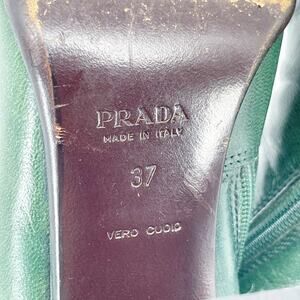 PRADA
MADE IN ITALY
37
VERO CUOIO